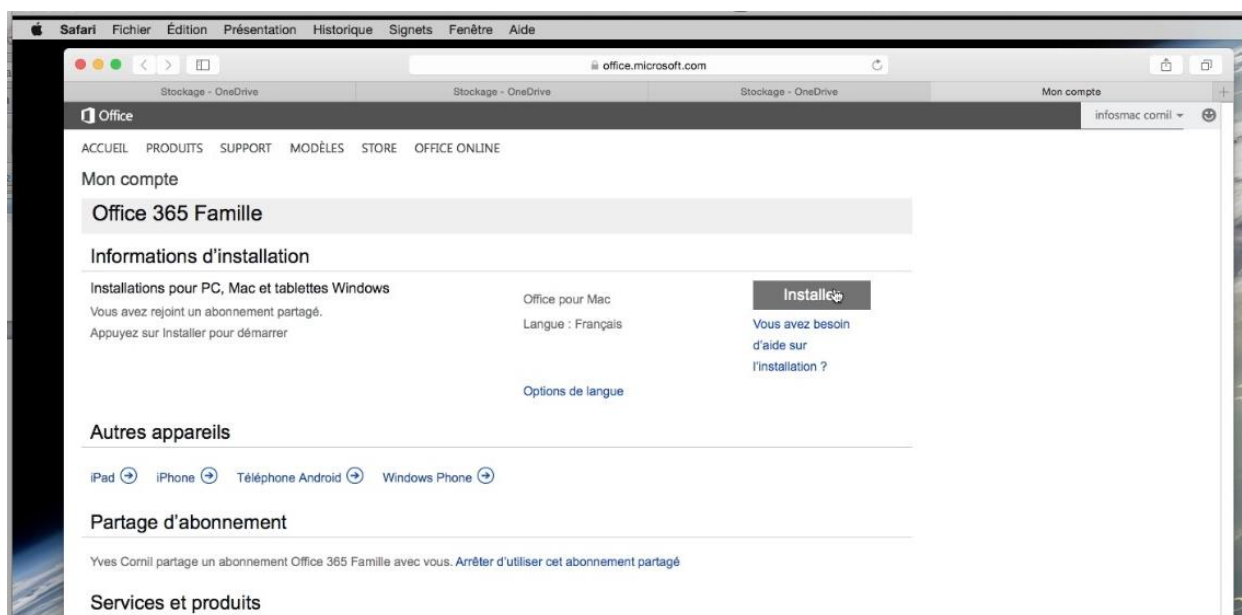 Safari Fichier Édition Présentation Historique Signets Fenêtre Aide
office.microsoft.com
Stockage - OneDrive Stockage - OneDrive Stockage - OneDrive Mon compte
Office infosmac cornil
ACCUEIL PRODUITS SUPPORT MODÈLES STORE OFFICE ONLINE
Mon compte
Office 365 Famille
Informations d'installation
Installations pour PC, Mac et tablettes Windows
Vous avez rejoint un abonnement partagé.
Appuyez sur Installer pour démarrer
Office pour Mac
Langue : Français
Options de langue
Installer
Vous avez besoin
d'aide sur
l'installation ?
Autres appareils
iPad iPhone Téléphone Android Windows Phone
Partage d'abonnement
Yves Cornil partage un abonnement Office 365 Famille avec vous. Arrêter d'utiliser cet abonnement partagé
Services et produits